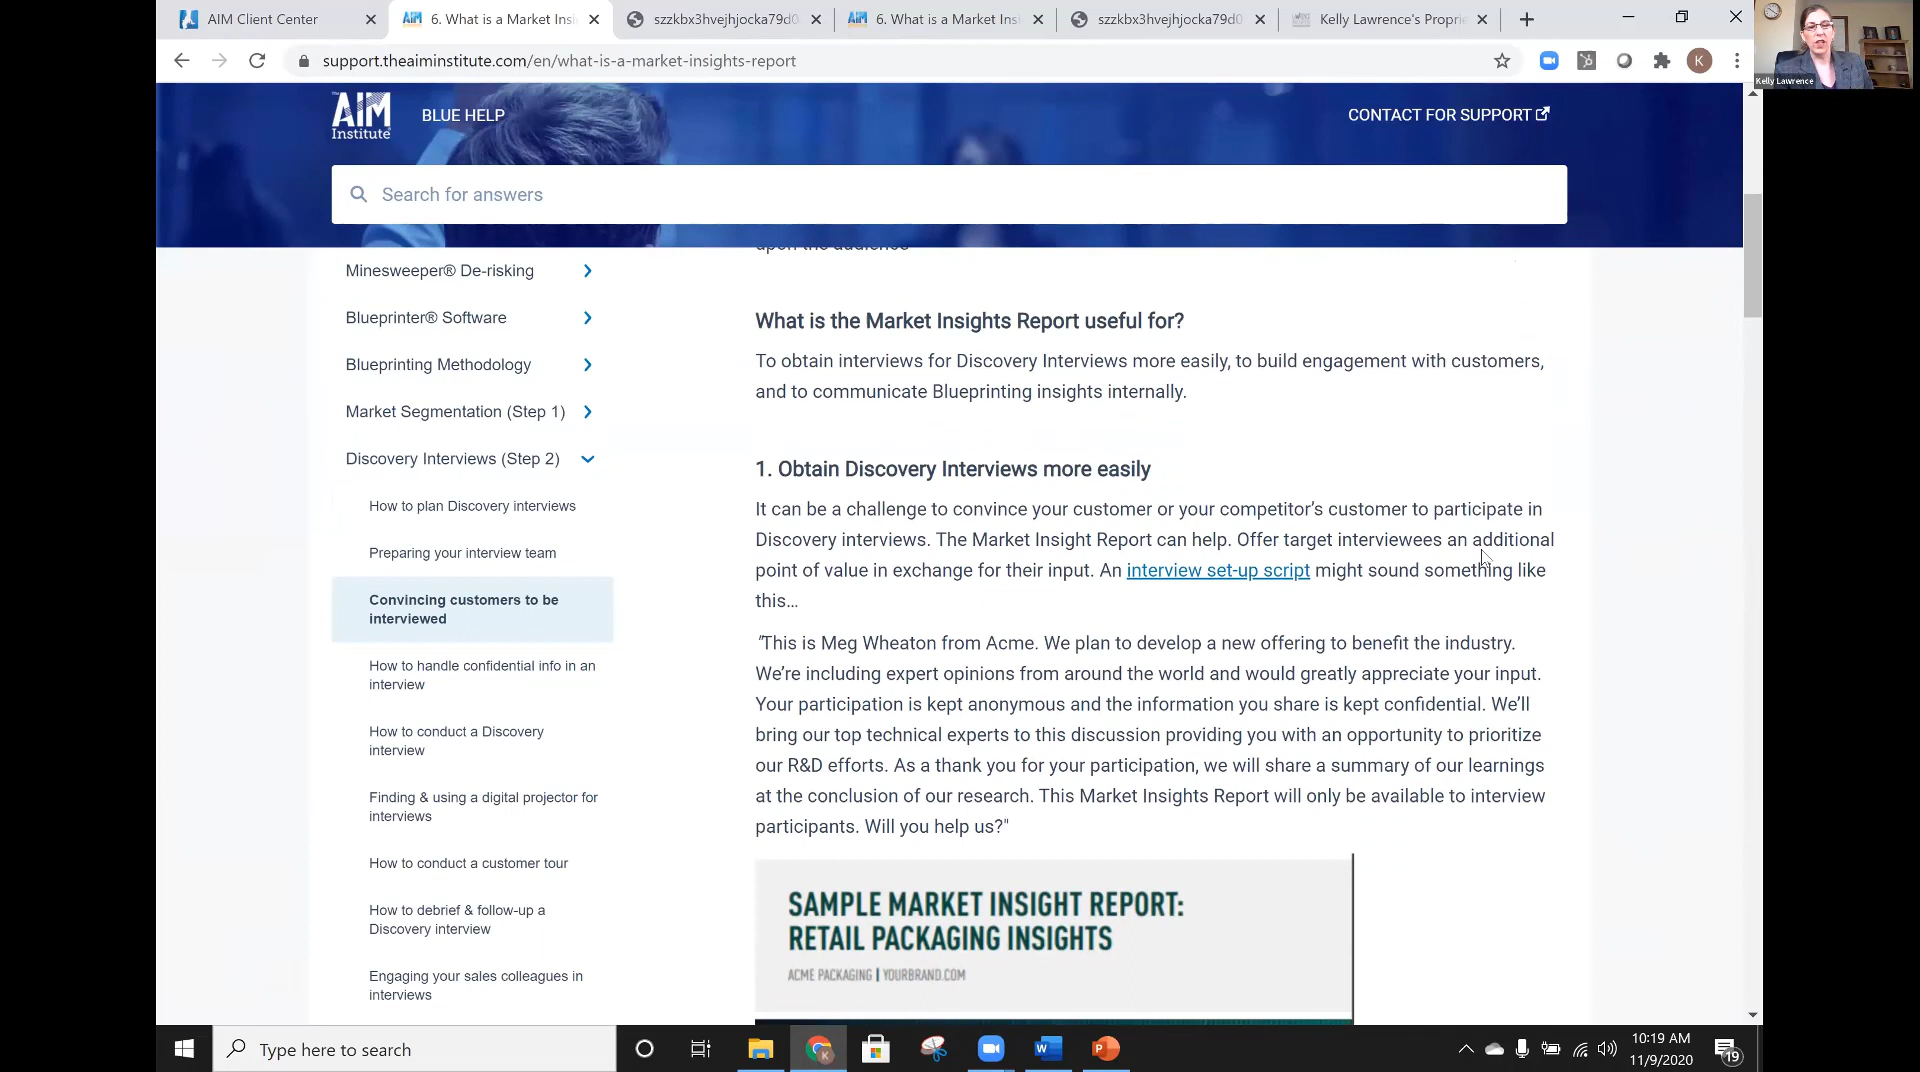 AIM Client Center
6. What is a Market Insi
szzkbx3hvejhjocka79d0
6. What is a Market Insi
szzkbx3hvejhjocka79d0
Kelly Lawrence's Propri
support.theaiminstitute.com/en/what-is-a-market-insights-report
K
Kelly Lawrence
The AIM Institute
BLUE HELP
CONTACT FOR SUPPORT
Search for answers
upon the audience
Minesweeper® De-risking
Blueprinter® Software
Blueprinting Methodology
Market Segmentation (Step 1)
Discovery Interviews (Step 2)
How to plan Discovery interviews
Preparing your interview team
Convincing customers to be
interviewed
How to handle confidential info in an
interview
How to conduct a Discovery
interview
Finding & using a digital projector for
interviews
How to conduct a customer tour
How to debrief & follow-up a
Discovery interview
Engaging your sales colleagues in
interviews
What is the Market Insights Report useful for?
To obtain interviews for Discovery Interviews more easily, to build engagement with customers,
and to communicate Blueprinting insights internally.
1. Obtain Discovery Interviews more easily
It can be a challenge to convince your customer or your competitor's customer to participate in
Discovery interviews. The Market Insight Report can help. Offer target interviewees an additional
point of value in exchange for their input. An interview set-up script might sound something like
this...
"This is Meg Wheaton from Acme. We plan to develop a new offering to benefit the industry.
We're including expert opinions from around the world and would greatly appreciate your input.
Your participation is kept anonymous and the information you share is kept confidential. We'll
bring our top technical experts to this discussion providing you with an opportunity to prioritize
our R&D efforts. As a thank you for your participation, we will share a summary of our learnings
at the conclusion of our research. This Market Insights Report will only be available to interview
participants. Will you help us?"
SAMPLE MARKET INSIGHT REPORT:
RETAIL PACKAGING INSIGHTS
ACME PACKAGING | YOURBRAND.COM
Type here to search
10:19 AM
11/9/2020
19